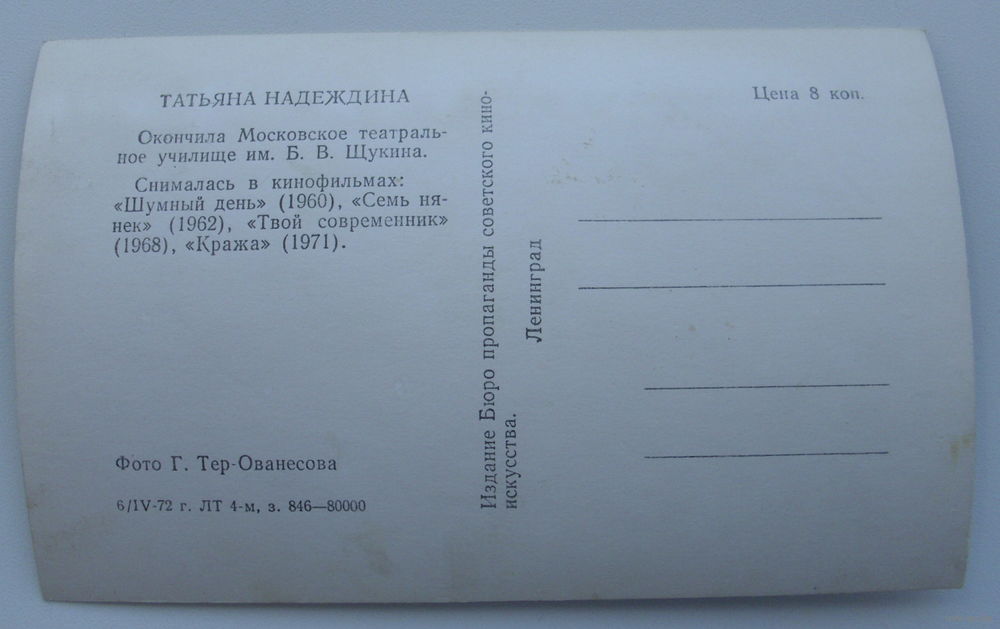 ТАТЬЯНА НАДЕЖДИНА
Окончила Московское театраль-
ное училище им. Б. В. Щукина.
Снималась в кинофильмах:
«Шумный день» (1960), «Семь ня-
нек» (1962), «Твой современник»
(1968), «Кража» (1971).
Фото Г. Тер-Ованесова
6/IV-72 г. ЛТ 4-м, з. 846—80000
Издание Бюро пропаганды советского кино-
искусства.
Ленинград
Цена 8 коп.